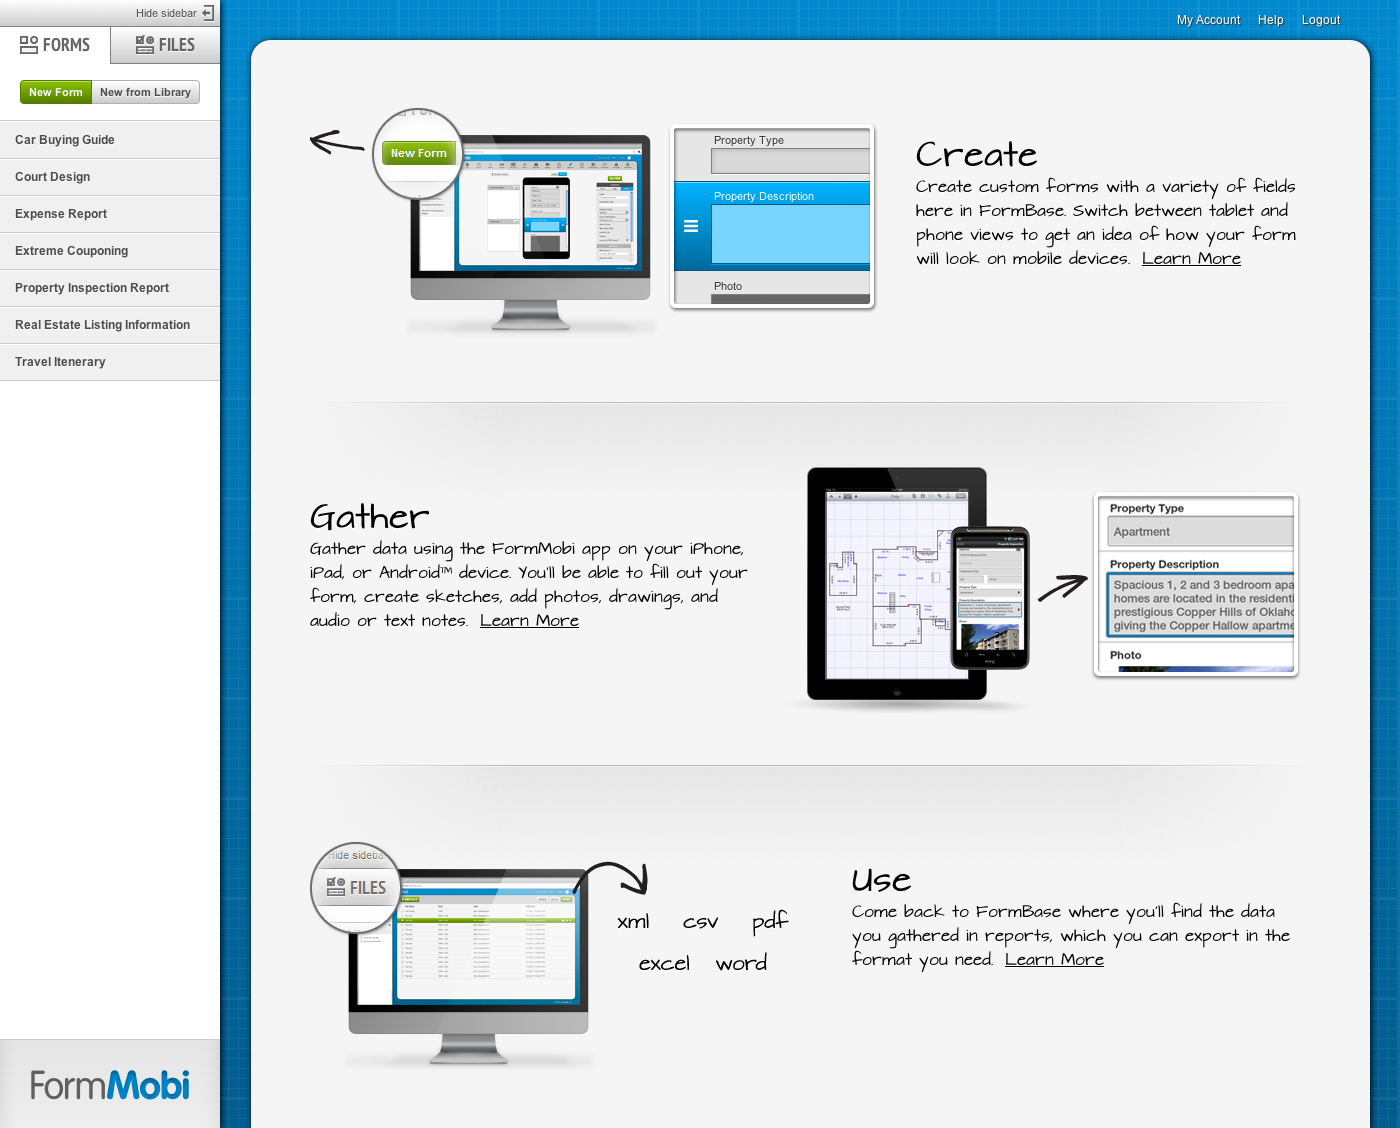 Hide sidebar
FORMS
FILES
New Form
New from Library
Car Buying Guide
Court Design
Expense Report
Extreme Couponing
Property Inspection Report
Real Estate Listing Information
Travel Itenerary
FormMobi
My Account Help Logout
New Form
Property Type
Property Description
Photo
Create
Create custom forms with a variety of fields
here in FormBase. Switch between tablet and
phone views to get an idea of how your form
will look on mobile devices. Learn More
Gather
Gather data using the FormMobi app on your iPhone,
iPad, or Android™ device. You'll be able to fill out your
form, create sketches, add photos, drawings, and
audio or text notes. Learn More
Property Type
Apartment
Property Description
Spacious 1, 2 and 3 bedroom apa
homes are located in the residenti
prestigious Copper Hills of Oklaho
giving the Copper Hallow apartme
Photo
Hide sideba
FILES
xml csv pdf
excel word
Use
Come back to FormBase where you'll find the data
you gathered in reports, which you can export in the
format you need. Learn More